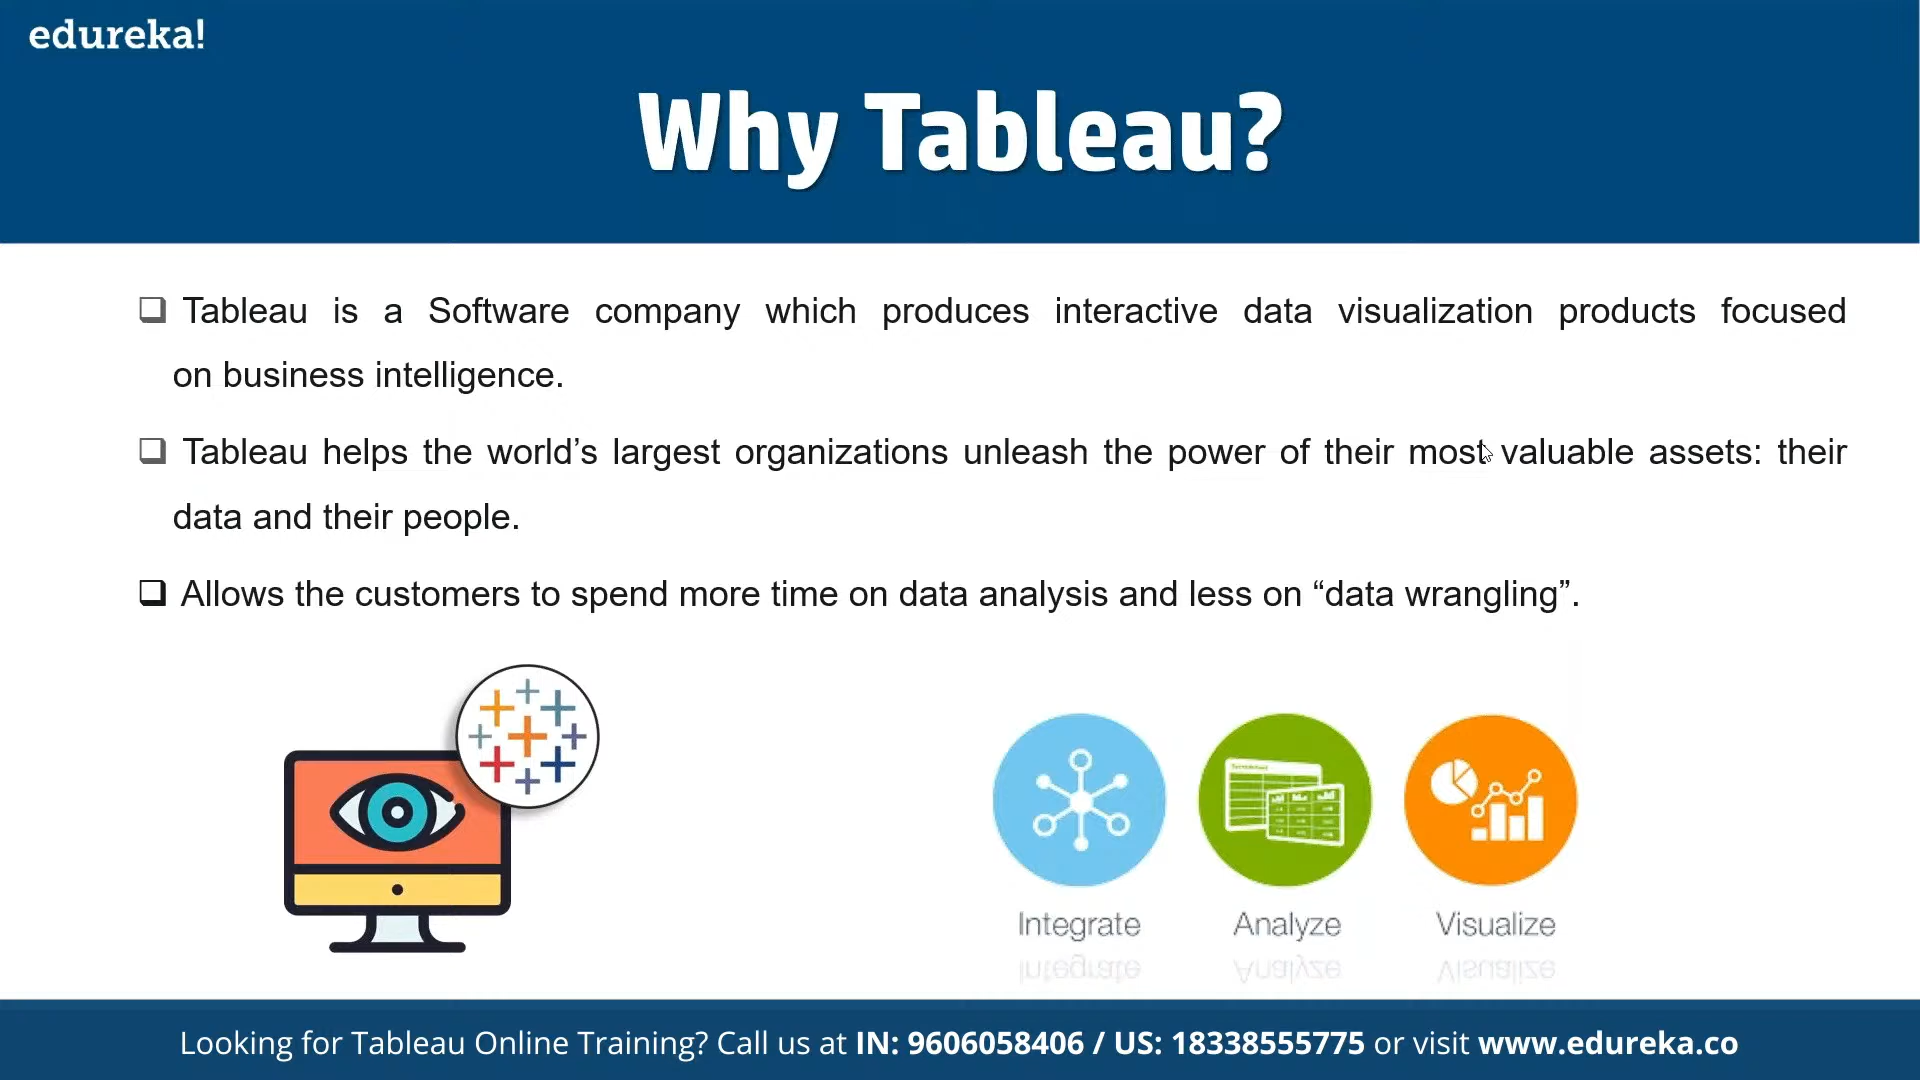 edureka!
Why Tableau?
❑ Tableau is a Software company which produces interactive data visualization products focused
on business intelligence.
❑ Tableau helps the world’s largest organizations unleash the power of their most valuable assets: their
data and their people.
❑ Allows the customers to spend more time on data analysis and less on “data wrangling”.
Integrate Analyze Visualize
Looking for Tableau Online Training? Call us at IN: 9606058406 / US: 18338555775 or visit www.edureka.co